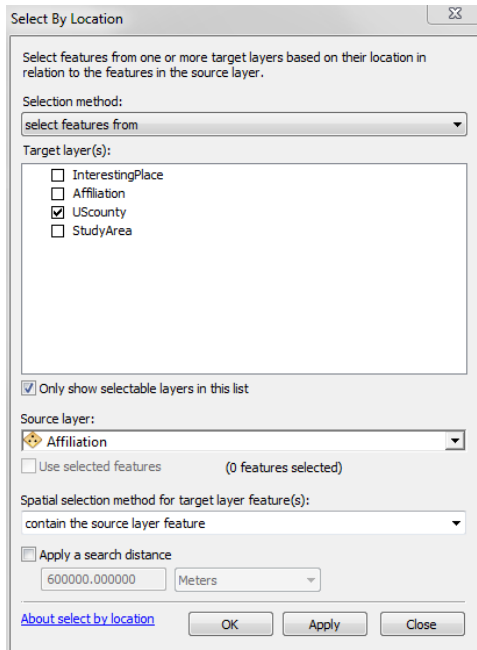 Select By Location
Select features from one or more target layers based on their location in
relation to the features in the source layer.
Selection method:
select features from
Target layer(s):
InterestingPlace
Affiliation
UScounty
StudyArea
Only show selectable layers in this list
Source layer:
Affiliation
Use selected features (0 features selected)
Spatial selection method for target layer feature(s):
contain the source layer feature
Apply a search distance
600000.000000 Meters
About select by location OK Apply Close